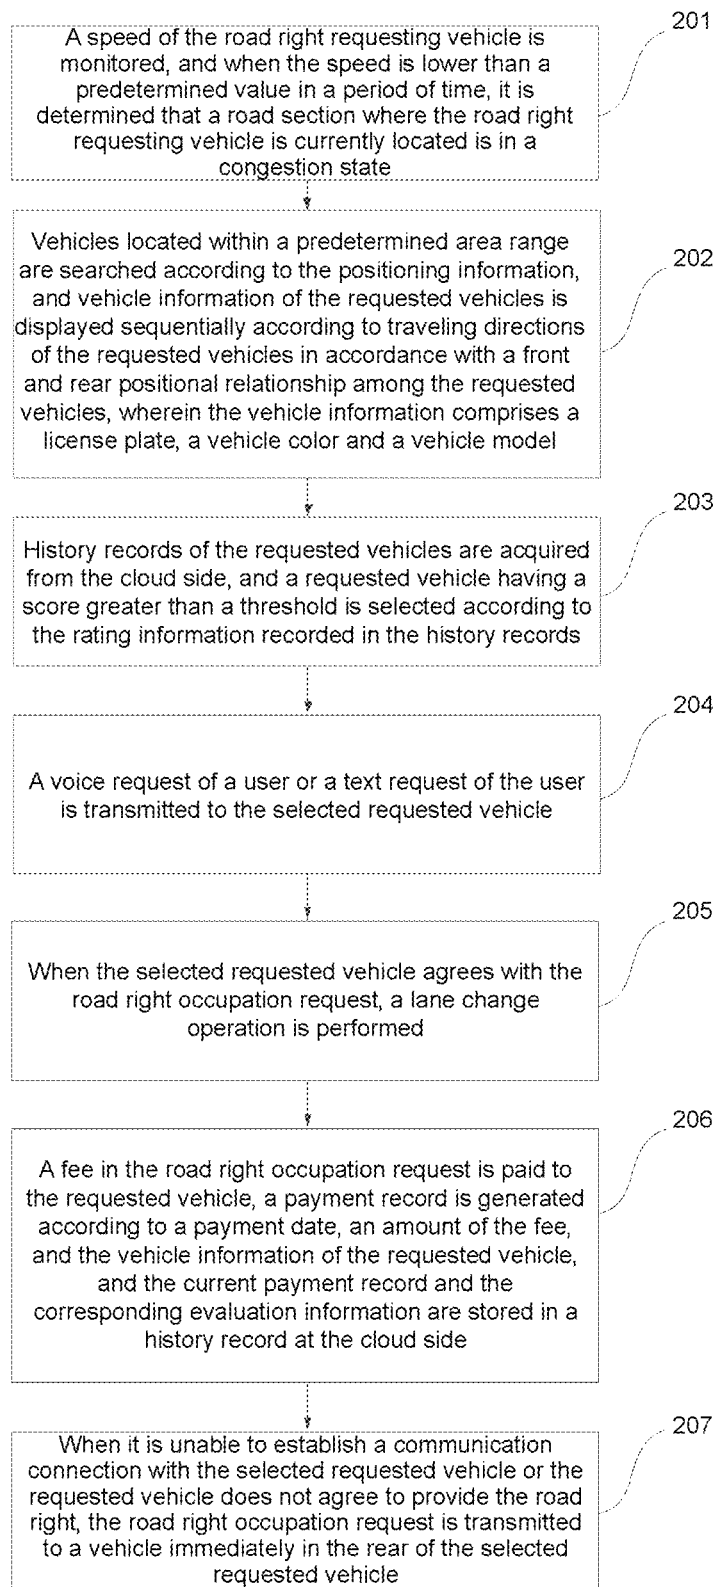 201
A speed of the road right requesting vehicle is
monitored, and when the speed is lower than a
predetermined value in a period of time, it is
determined that a road section where the road right
requesting vehicle is currently located is in a
congestion state
202
Vehicles located within a predetermined area range
are searched according to the positioning information,
and vehicle information of the requested vehicles is
displayed sequentially according to traveling directions
of the requested vehicles in accordance with a front
and rear positional relationship among the requested
vehicles, wherein the vehicle information comprises a
license plate, a vehicle color and a vehicle model
203
History records of the requested vehicles are acquired
from the cloud side, and a requested vehicle having a
score greater than a threshold is selected according to
the rating information recorded in the history records
204
A voice request of a user or a text request of the user
is transmitted to the selected requested vehicle
205
When the selected requested vehicle agrees with the
road right occupation request, a lane change
operation is performed
206
A fee in the road right occupation request is paid to
the requested vehicle, a payment record is generated
according to a payment date, an amount of the fee,
and the vehicle information of the requested vehicle,
and the current payment record and the
corresponding evaluation information are stored in a
history record at the cloud side
207
When it is unable to establish a communication
connection with the selected requested vehicle or the
requested vehicle does not agree to provide the road
right, the road right occupation request is transmitted
to a vehicle immediately in the rear of the selected
requested vehicle